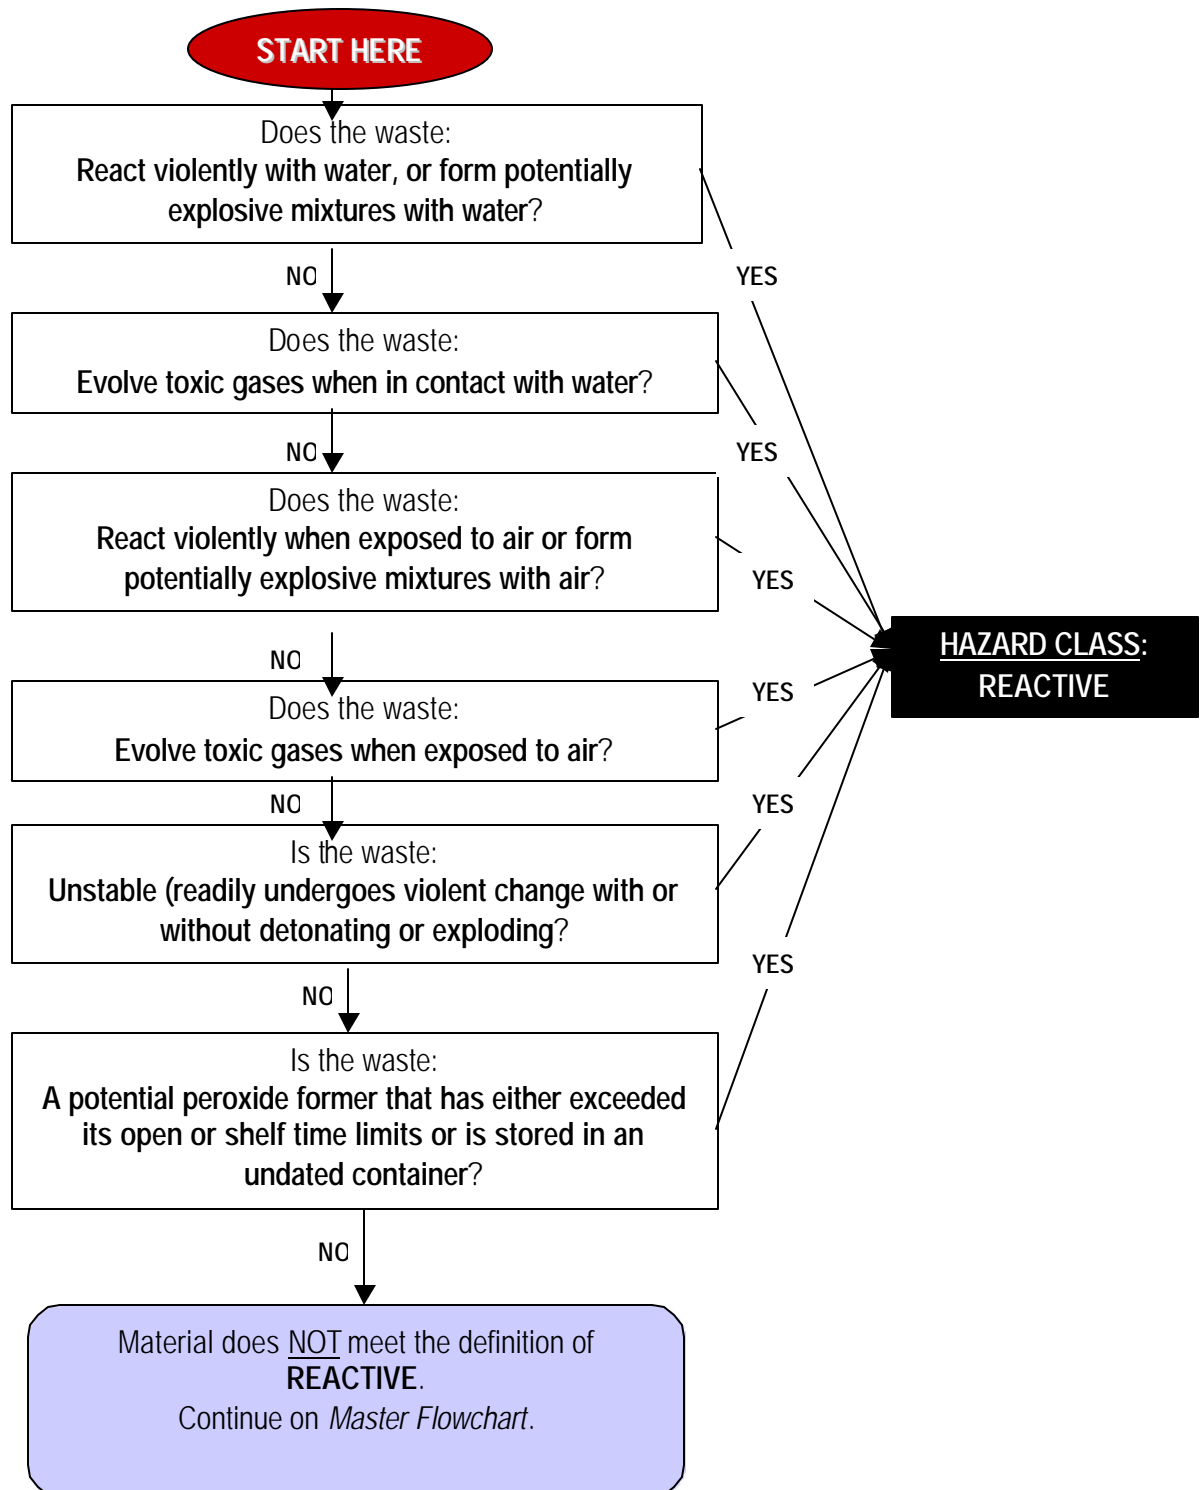 START HERE
Does the waste:
React violently with water, or form potentially
explosive mixtures with water?
NO
YES
Does the waste:
Evolve toxic gases when in contact with water?
NO
YES
Does the waste:
React violently when exposed to air or form
potentially explosive mixtures with air?
YES
NO
HAZARD CLASS:
REACTIVE
Does the waste:
Evolve toxic gases when exposed to air?
YES
NO
YES
Is the waste:
Unstable (readily undergoes violent change with or
without detonating or exploding?
NO
YES
Is the waste:
A potential peroxide former that has either exceeded
its open or shelf time limits or is stored in an
undated container?
NO
Material does NOT meet the definition of
REACTIVE.
Continue on Master Flowchart.